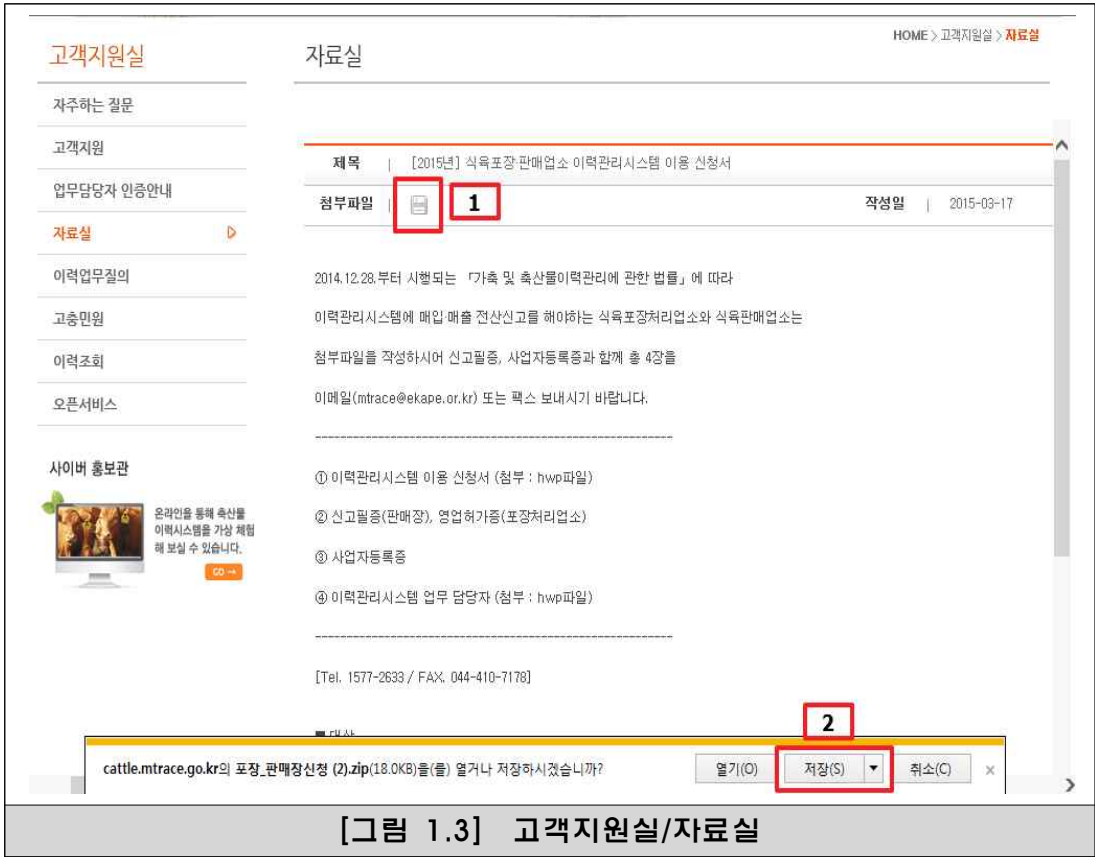 HOME > 고객지원실 > 자료실
고객지원실
자주하는 질문
고객지원
업무담당자 인증안내
자료실
이력업무질의
고충민원
이력조회
오픈서비스
사이버 홍보관
온라인을 통해 축산물
이력시스템을 가상 체험
해 보실 수 있습니다.
GO →
자료실
제목 | [2015년] 식육포장·판매업소 이력관리시스템 이용 신청서
첨부파일 | 1 작성일 | 2015-03-17
2014.12.28.부터 시행되는 「가축 및 축산물이력관리에 관한 법률」에 따라
이력관리시스템에 매입·매출 전산신고를 해야하는 식육포장처리업소와 식육판매업소는
첨부파일을 작성하시어 신고필증, 사업자등록증과 함께 총 4장을
이메일(mtrace@ekape.or.kr) 또는 팩스 보내시기 바랍니다.
------------------------------------------------------------
① 이력관리시스템 이용 신청서 (첨부 : hwp파일)
② 신고필증(판매장), 영업허가증(포장처리업소)
③ 사업자등록증
④ 이력관리시스템 업무 담당자 (첨부 : hwp파일)
------------------------------------------------------------
[Tel. 1577-2633 / FAX. 044-410-7178]
2
cattle.mtrace.go.kr의 포장_판매장신청 (2).zip(18.0KB)을(를) 열거나 저장하시겠습니까? 열기(O) 저장(S) ▼ 취소(C) ×
[그림 1.3] 고객지원실/자료실